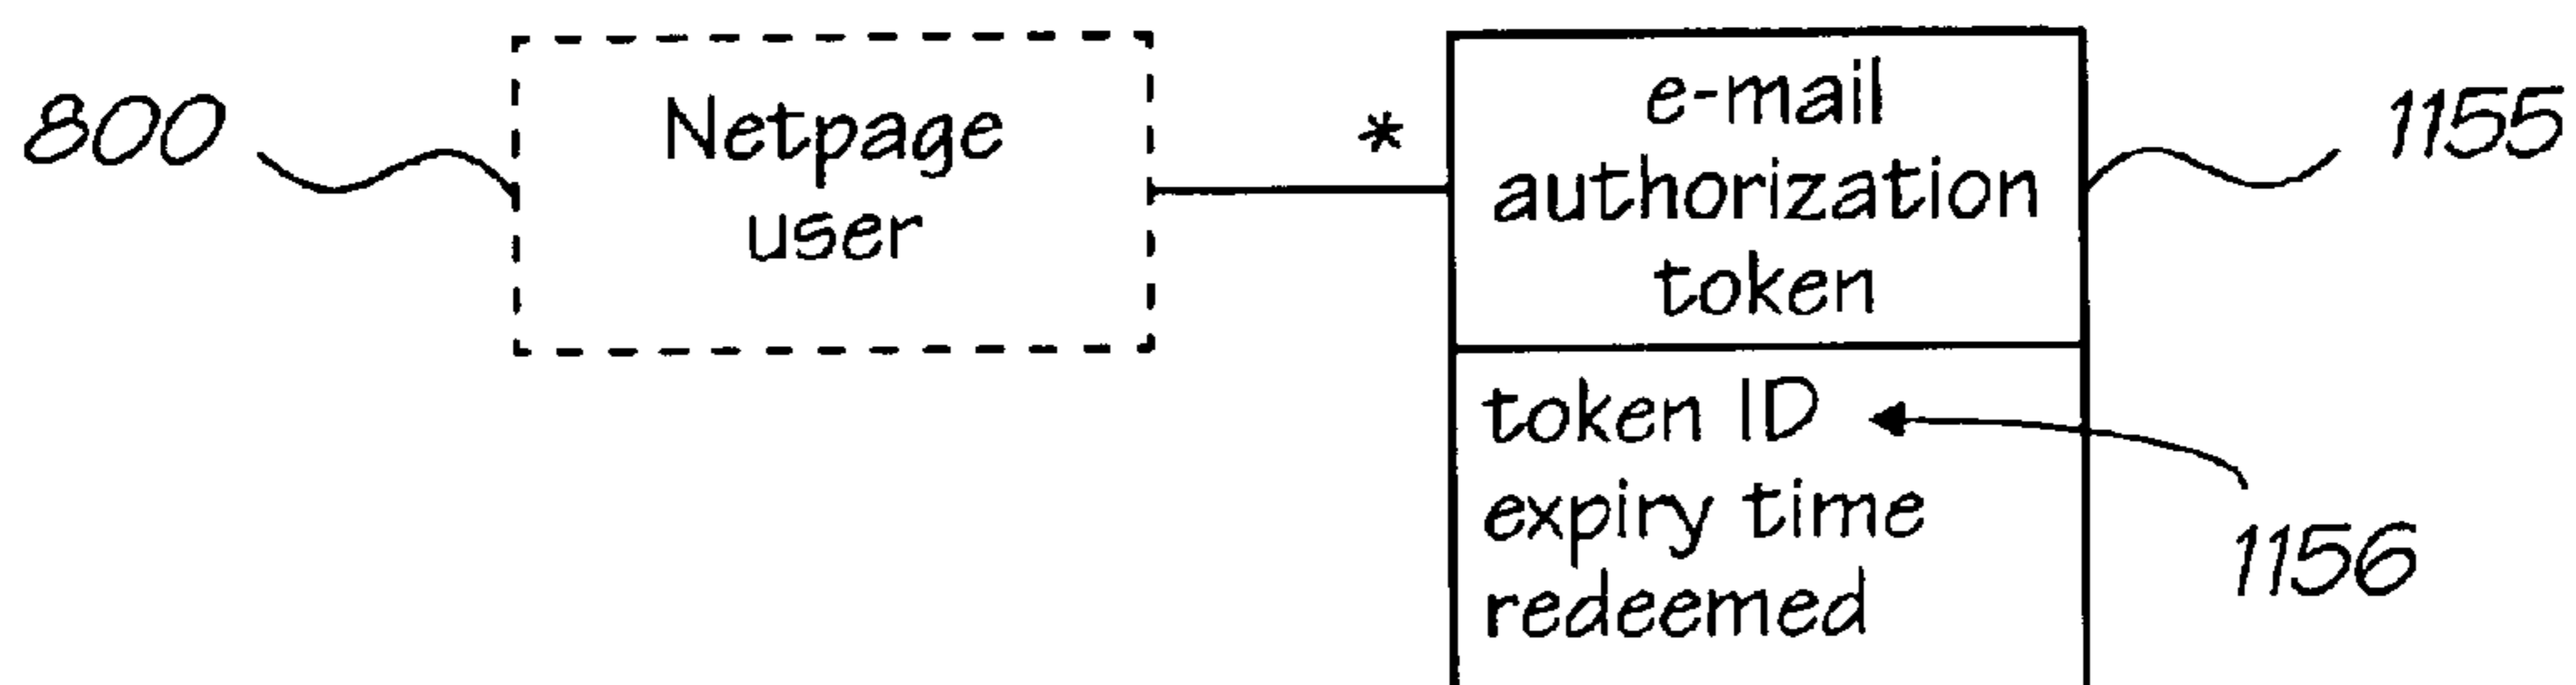 800
Netpage
user
*
e-mail
authorization
token
1155
token ID
expiry time
redeemed
1156